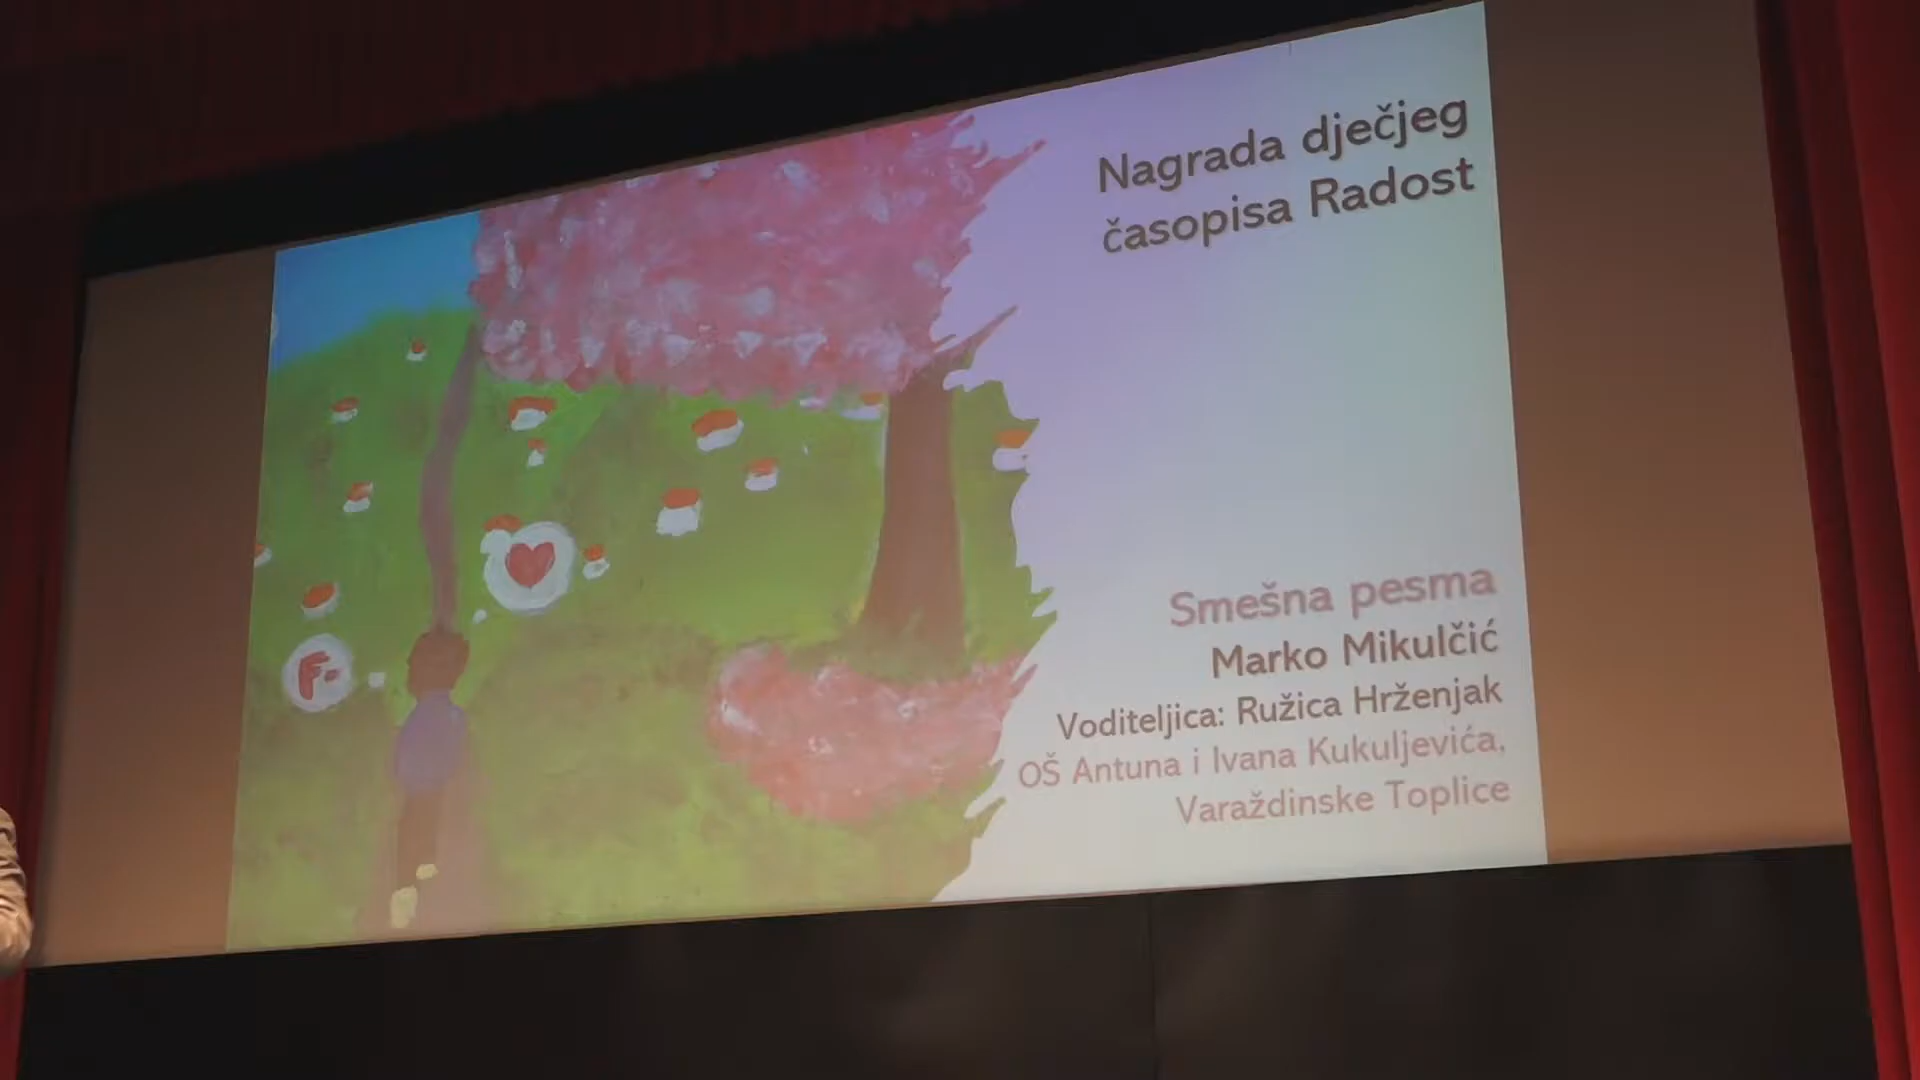 Nagrada dječjeg
časopisa Radost
Smešna pesma
Marko Mikulčić
Voditeljica: Ružica Hrženjak
OŠ Antuna i Ivana Kukuljevića,
Varaždinske Toplice
F-